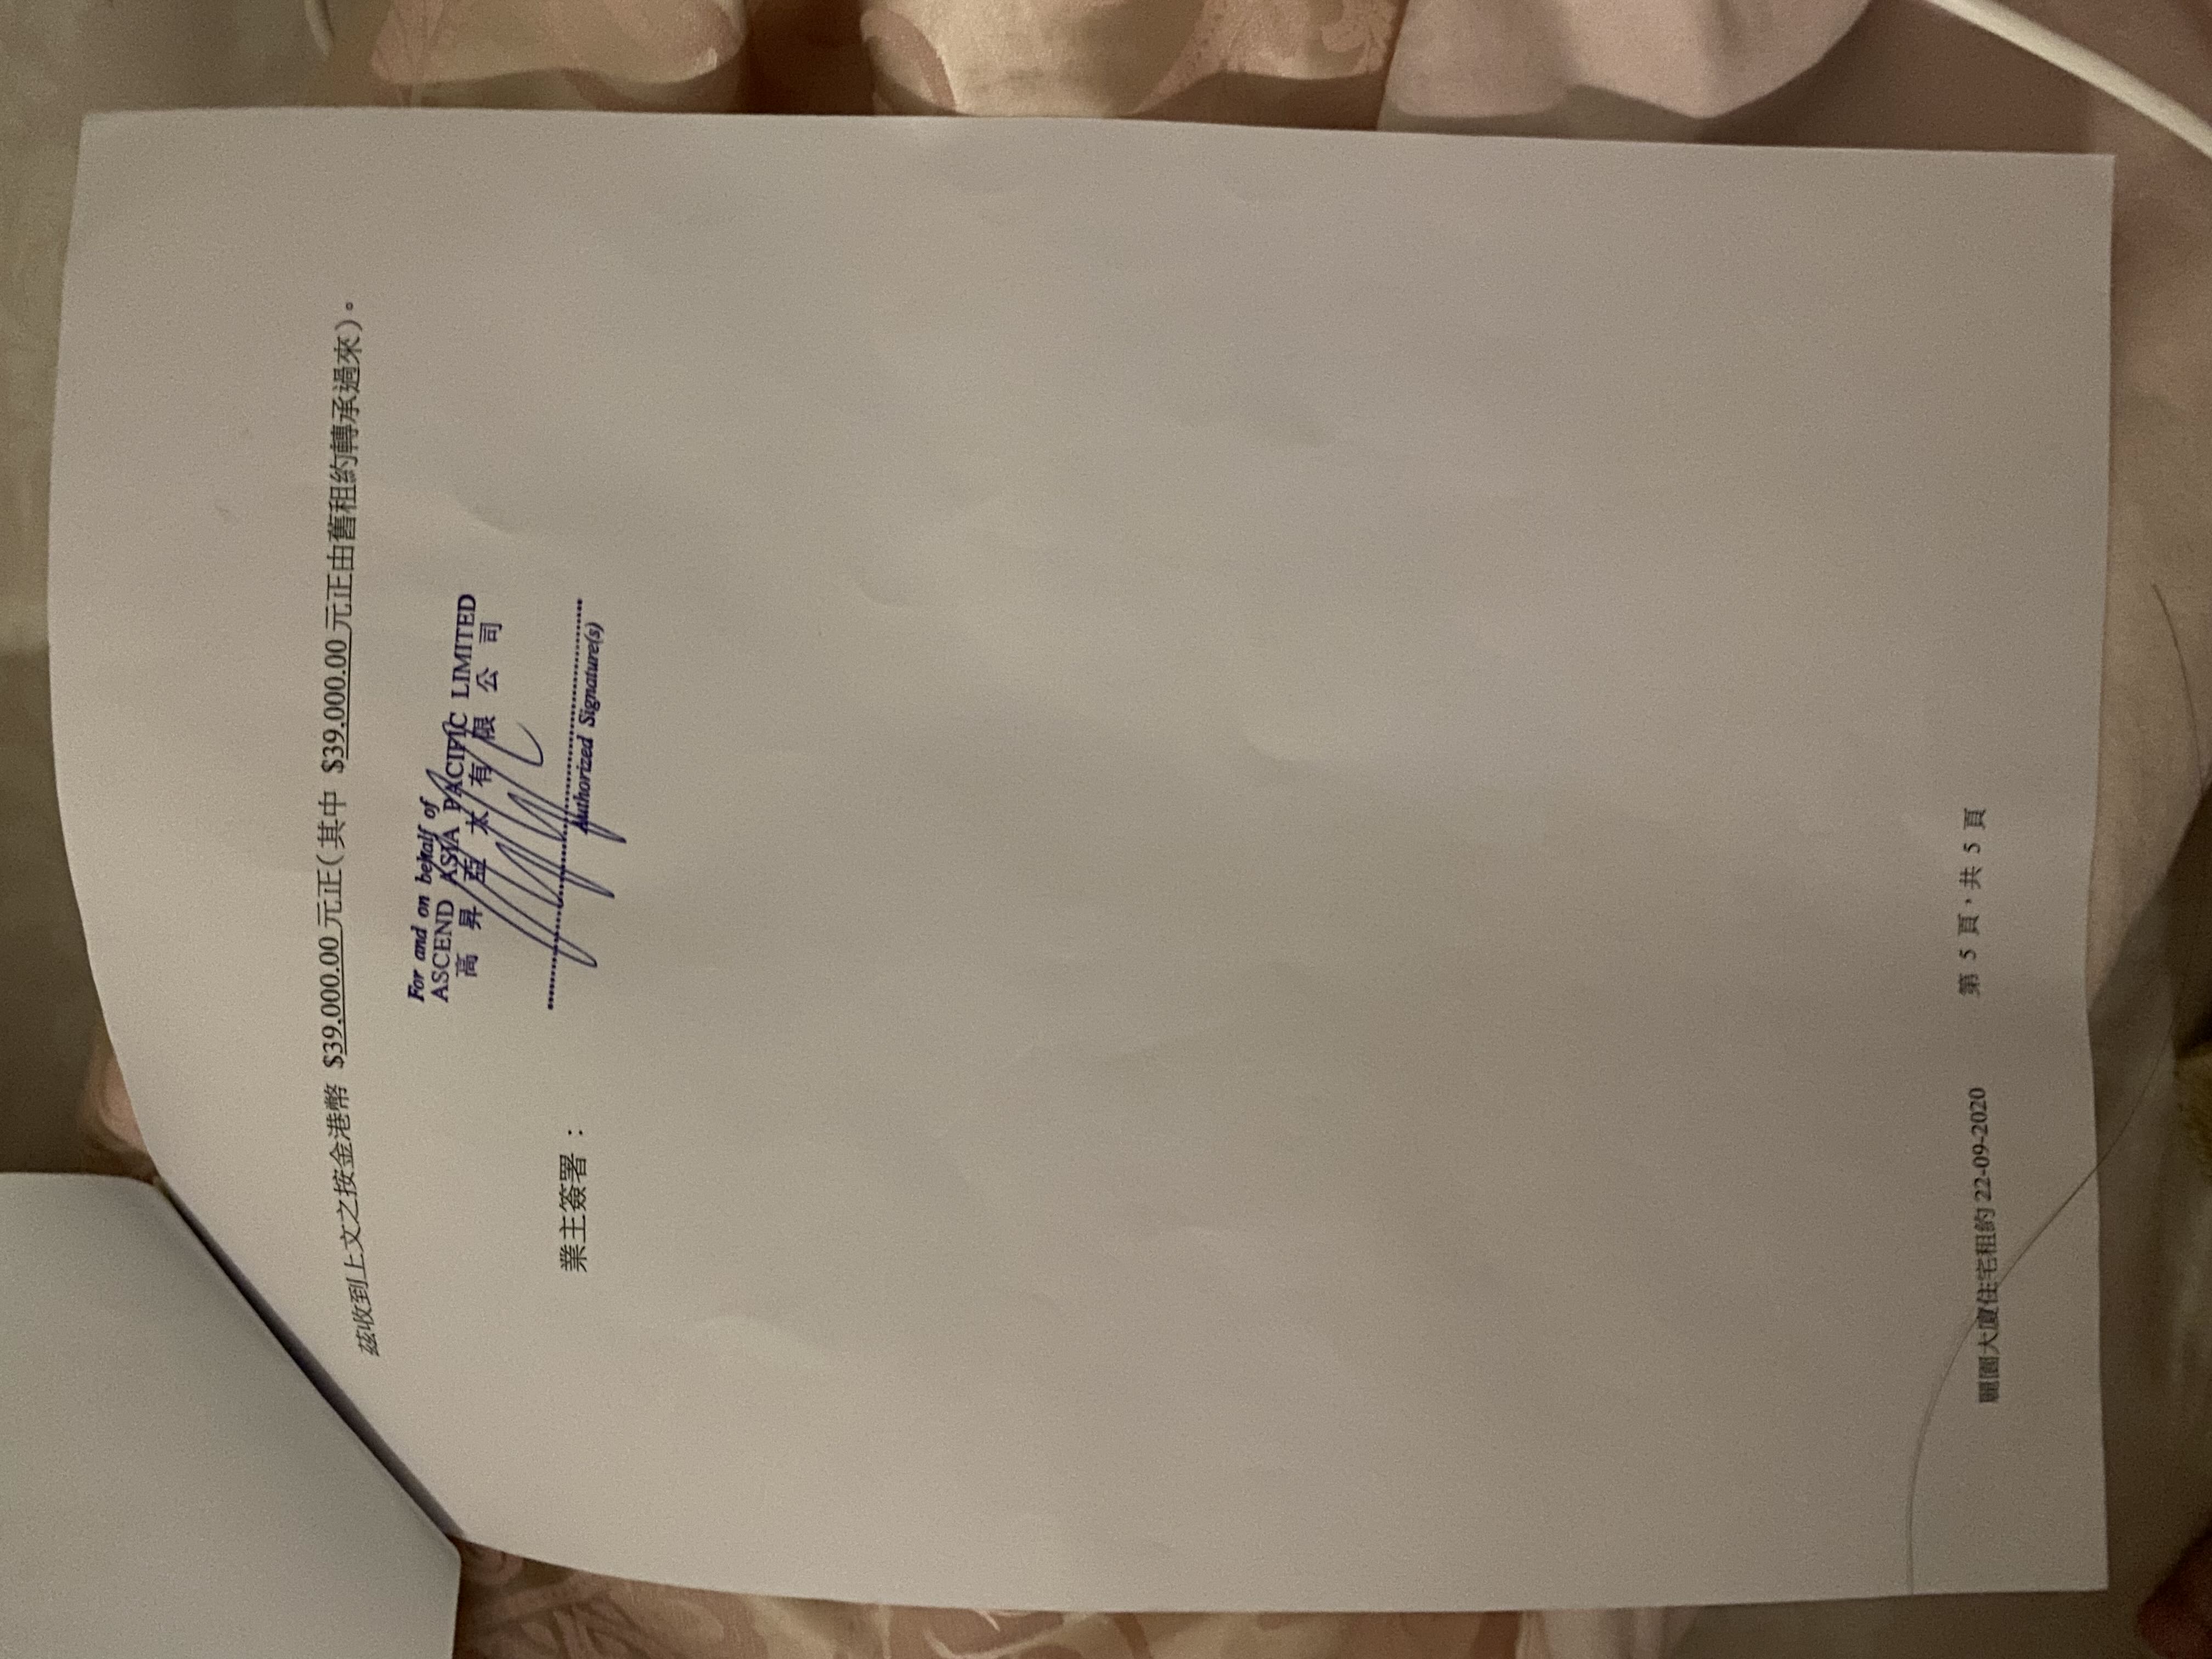 茲收到上文之按金港幣 $39,000.00 元正(其中 $39,000.00 元正由舊租約轉承過來)。
For and on behalf of
ASCEND ASIA PACIFIC LIMITED
高昇亞太有限公司
業主簽署：
Authorized Signature(s)
麗園大廈住宅租約 22-09-2020 第 5 頁，共 5 頁